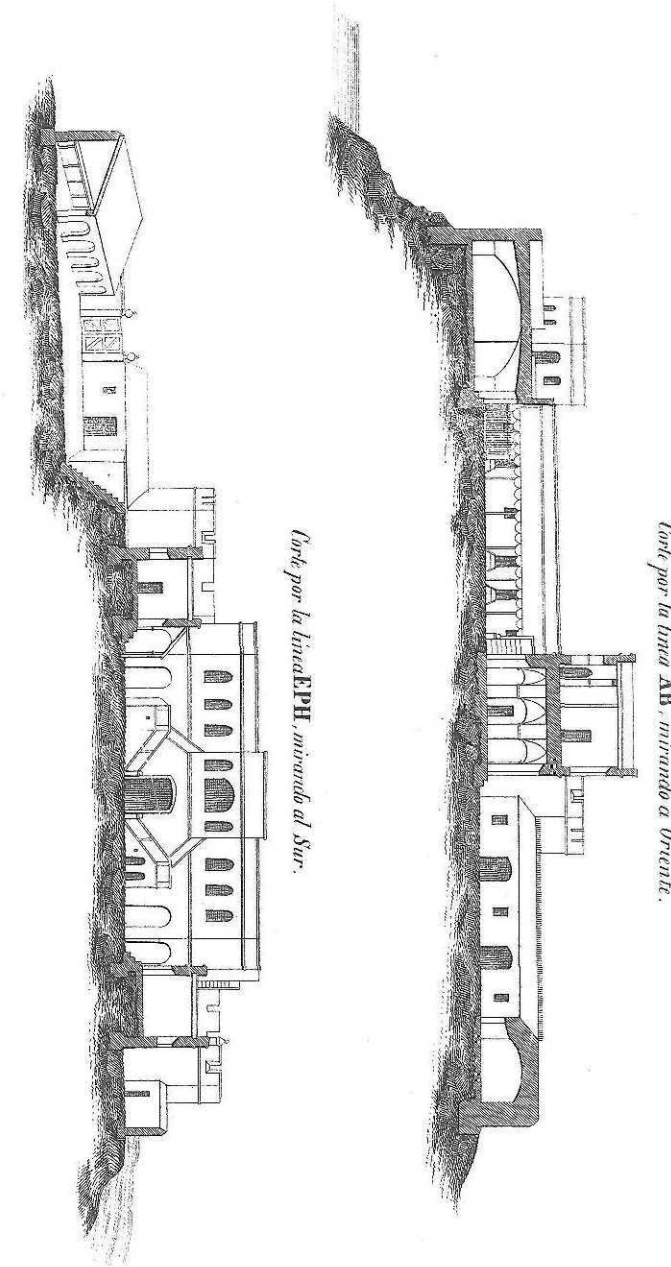 Corte por la linea AB, mirando a Oriente.
Corte por la linea EPH, mirando al Sur.